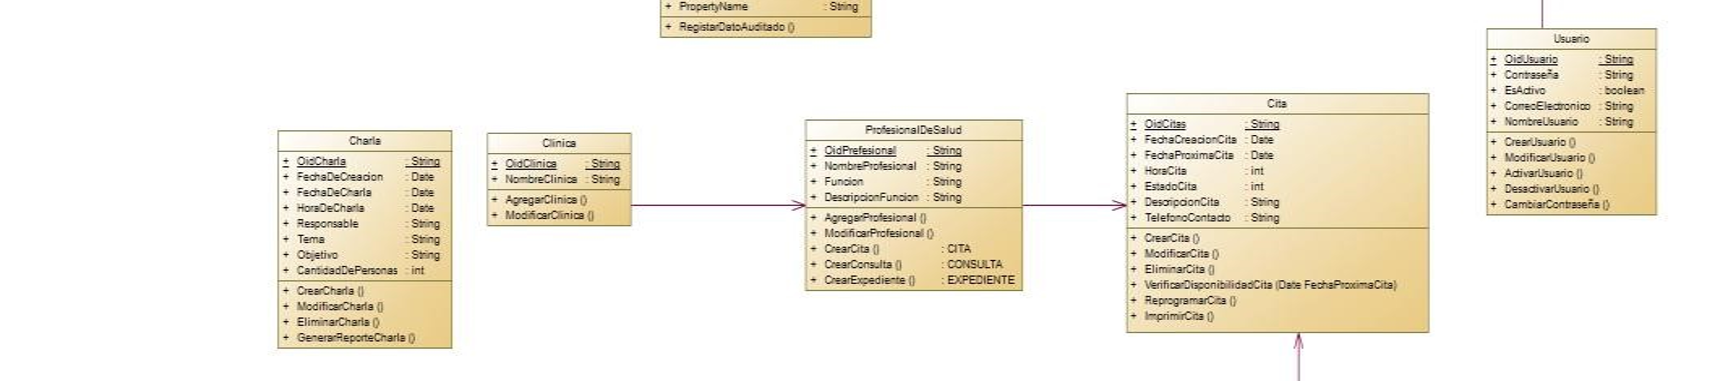 + PropertyName : String
+ RegistarDatoAuditado ()
Charla
+ OidCharla : String
+ FechaDeCreacion : Date
+ FechaDeCharla : Date
+ HoraDeCharla : Date
+ Responsable : String
+ Tema : String
+ Objetivo : String
+ CantidadDePersonas : int
+ CrearCharla ()
+ ModificarCharla ()
+ EliminarCharla ()
+ GenerarReporteCharla ()
Clinica
+ OidClinica : String
+ NombreClinica : String
+ AgregarClinica ()
+ ModificarClinica ()
ProfesionalDeSalud
+ OidPrefesional : String
+ NombreProfesional : String
+ Funcion : String
+ DescripcionFuncion : String
+ AgregarProfesional ()
+ ModificarProfesional ()
+ CrearCita () : CITA
+ CrearConsulta () : CONSULTA
+ CrearExpediente () : EXPEDIENTE
Cita
+ OidCitas : String
+ FechaCreacionCita : Date
+ FechaProximaCita : Date
+ HoraCita : int
+ EstadoCita : int
+ DescripcionCita : String
+ TelefonoContacto : String
+ CrearCita ()
+ ModificarCita ()
+ EliminarCita ()
+ VerificarDisponibilidadCita (Date FechaProximaCita)
+ ReprogramarCita ()
+ ImprimirCita ()
Usuario
+ OidUsuario : String
+ Contraseña : String
+ EsActivo : boolean
+ CorreoElectronico : String
+ NombreUsuario : String
+ CrearUsuario ()
+ ModificarUsuario ()
+ ActivarUsuario ()
+ DesactivarUsuario ()
+ CambiarContraseña ()